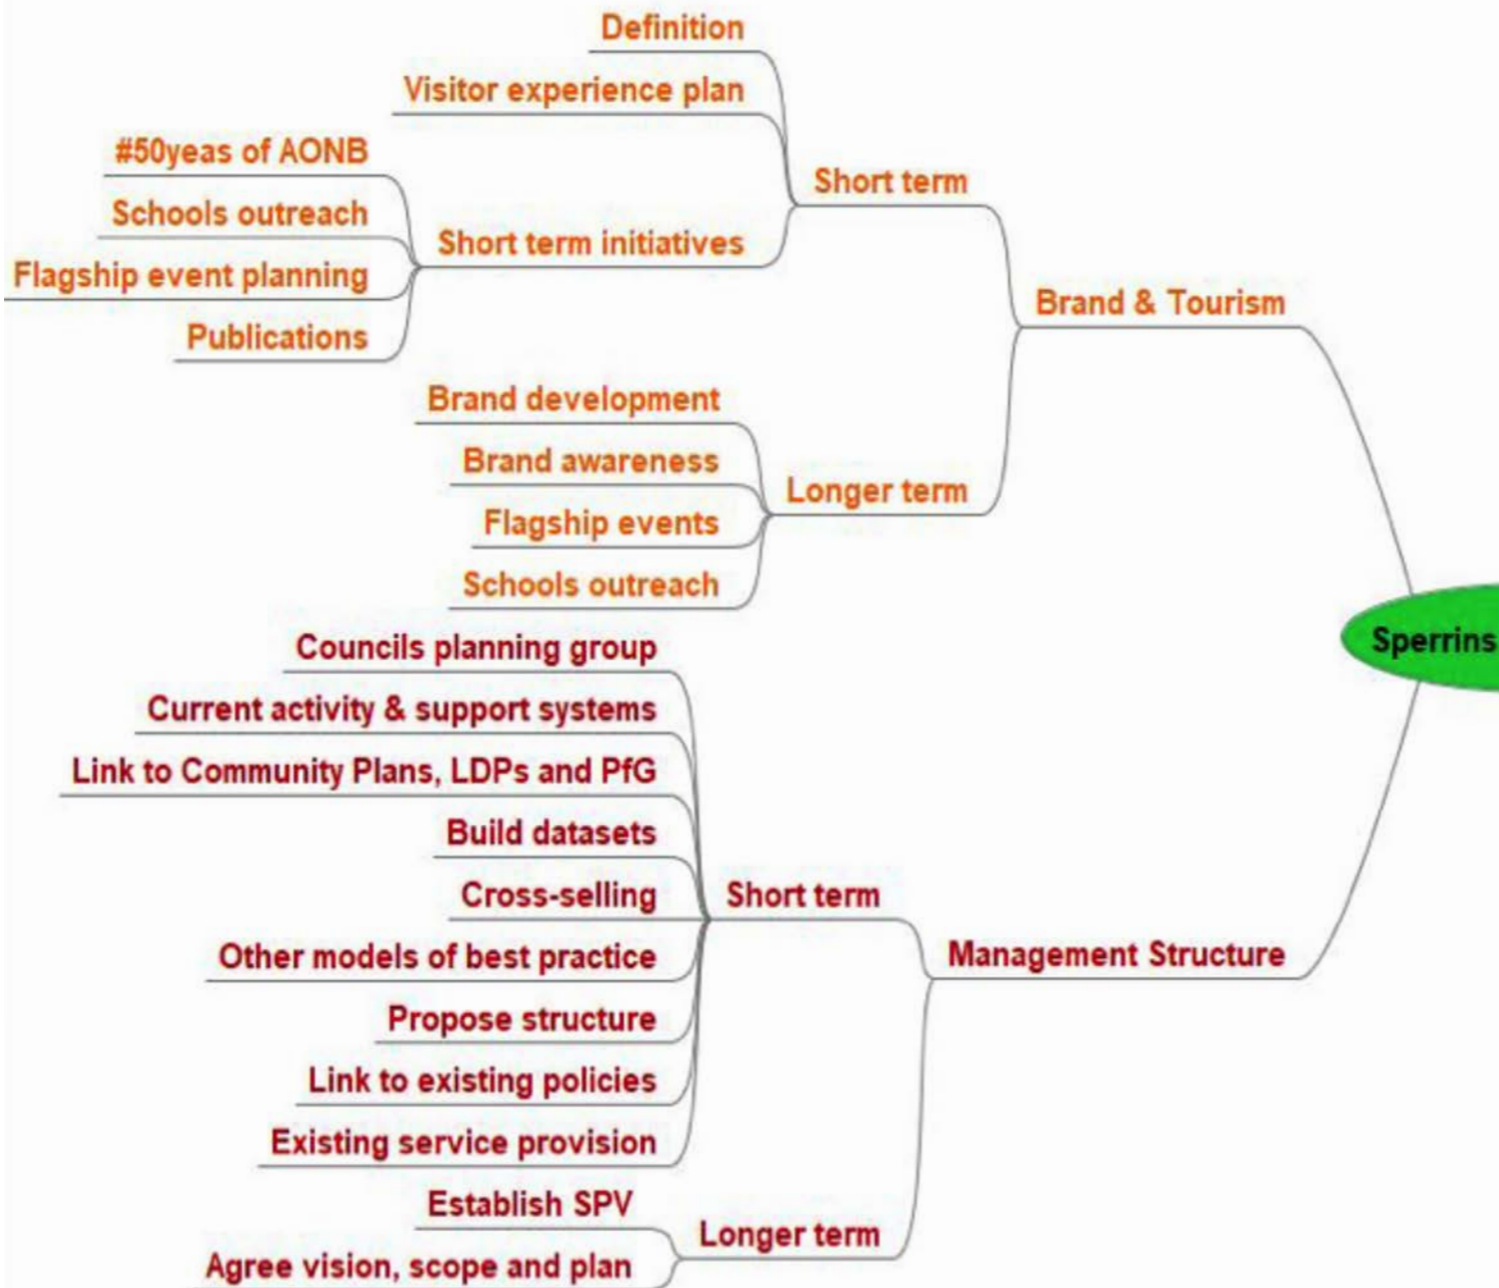 Definition
Visitor experience plan
#50yeas of AONB
Short term
Schools outreach
Short term initiatives
Flagship event planning
Brand & Tourism
Publications
Brand development
Brand awareness
Longer term
Flagship events
Schools outreach
Sperrins
Councils planning group
Current activity & support systems
Link to Community Plans, LDPs and PfG
Build datasets
Cross-selling
Short term
Other models of best practice
Management Structure
Propose structure
Link to existing policies
Existing service provision
Establish SPV
Longer term
Agree vision, scope and plan